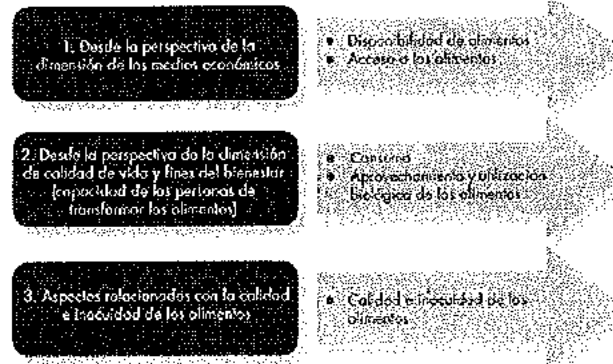 1. Desde la perspectiva de la
dimensión de los medios económicos
• Disponibilidad de alimentos
• Acceso a los alimentos
2. Desde la perspectiva de la dimensión
de calidad de vida y fines del bienestar
(capacidad de las personas de
transformar los alimentos)
• Consumo
• Aprovechamiento y utilización
biológica de los alimentos
3. Aspectos relacionados con la calidad
e inocuidad de los alimentos
• Calidad e inocuidad de los
alimentos